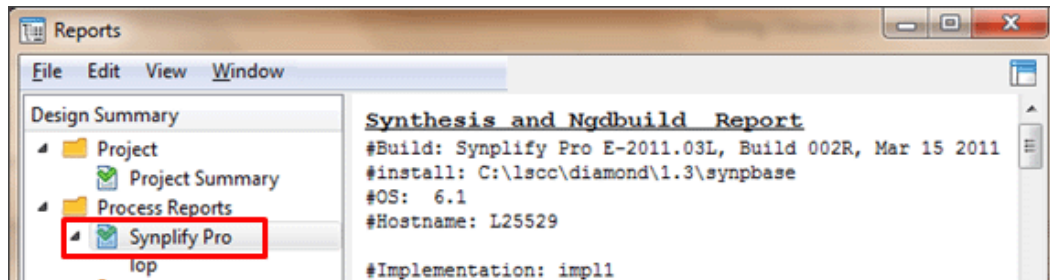 Reports
File Edit View Window
Design Summary
Project
Project Summary
Process Reports
Synplify Pro
Top
Synthesis and Ngdbuild Report
#Build: Synplify Pro E-2011.03L, Build 002R, Mar 15 2011
#install: C:\lscc\diamond\1.3\synpbase
#OS: 6.1
#Hostname: L25529
#Implementation: impl1